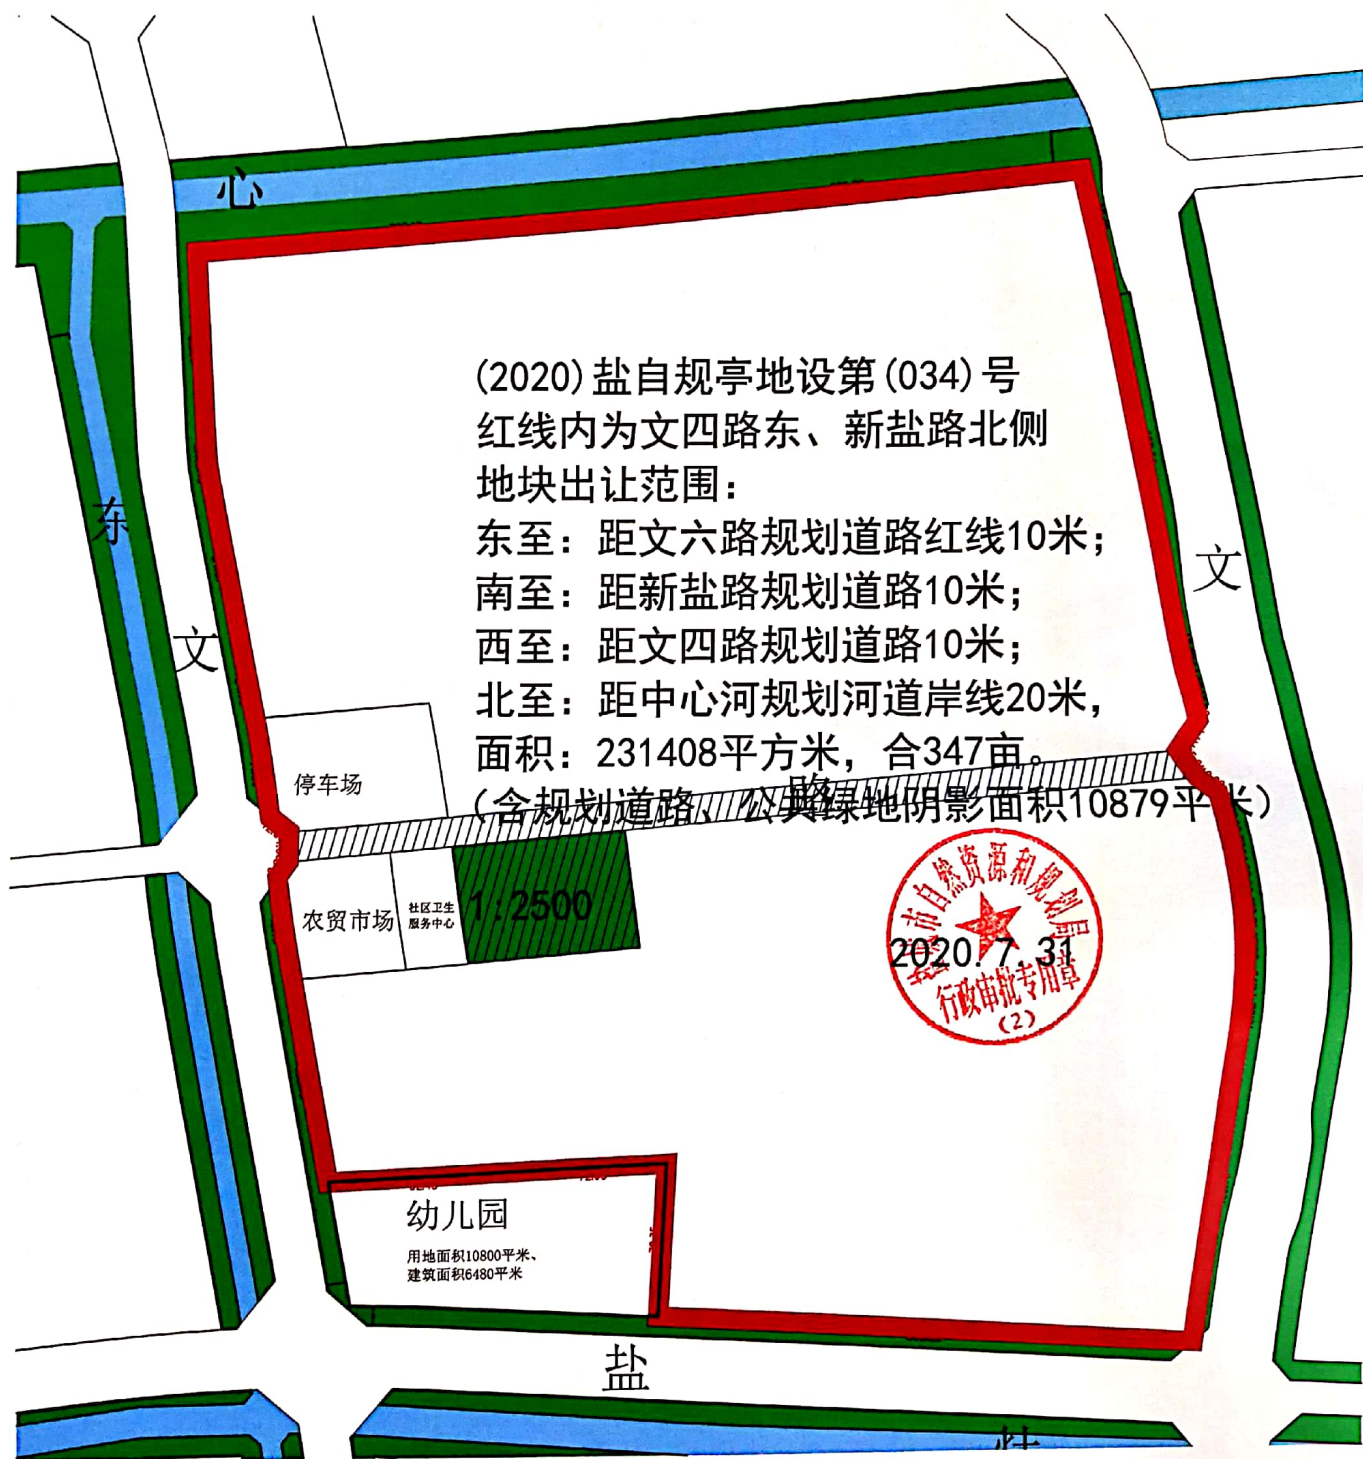 心
(2020)盐自规亭地设第(034)号
红线内为文四路东、新盐路北侧
地块出让范围：
东至：距文六路规划道路红线10米；
南至：距新盐路规划道路10米；
西至：距文四路规划道路10米；
北至：距中心河规划河道岸线20米，
面积：231408平方米，合347亩。
（含规划道路、公共绿地阴影面积10879平米）
东
文
文
停车场
路
农贸市场
社区卫生
服务中心
1:2500
市自然资源和规划局
2020.7.31
行政审批专用章
(2)
幼儿园
用地面积10800平米、
建筑面积6480平米
盐